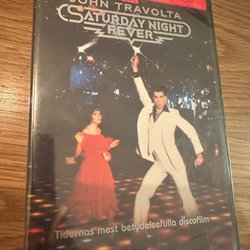 JOHN TRAVOLTA
SATURDAY NIGHT
FEVER
Tidernas mest betydelsefulla discofilm